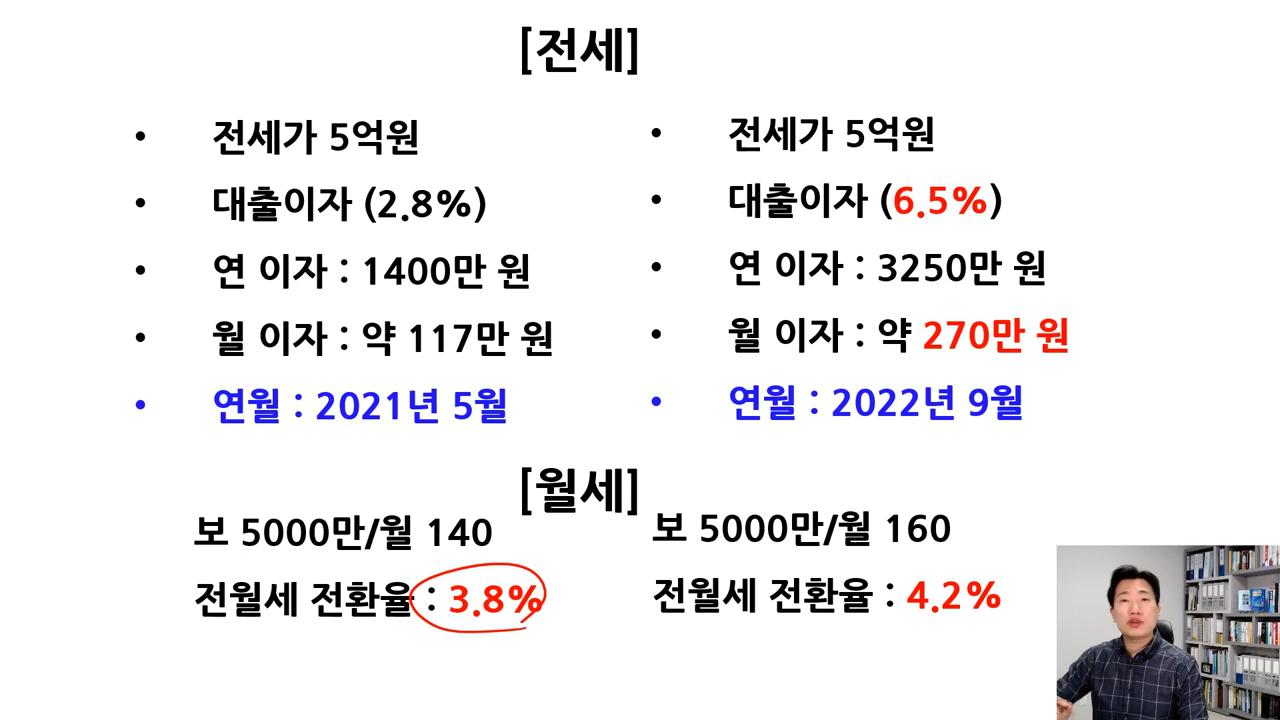 [전세]
• 전세가 5억원
• 대출이자 (2.8%)
• 연 이자 : 1400만 원
• 월 이자 : 약 117만 원
• 연월 : 2021년 5월
• 전세가 5억원
• 대출이자 (6.5%)
• 연 이자 : 3250만 원
• 월 이자 : 약 270만 원
• 연월 : 2022년 9월
[월세]
보 5000만/월 140
전월세 전환율 : 3.8%
보 5000만/월 160
전월세 전환율 : 4.2%